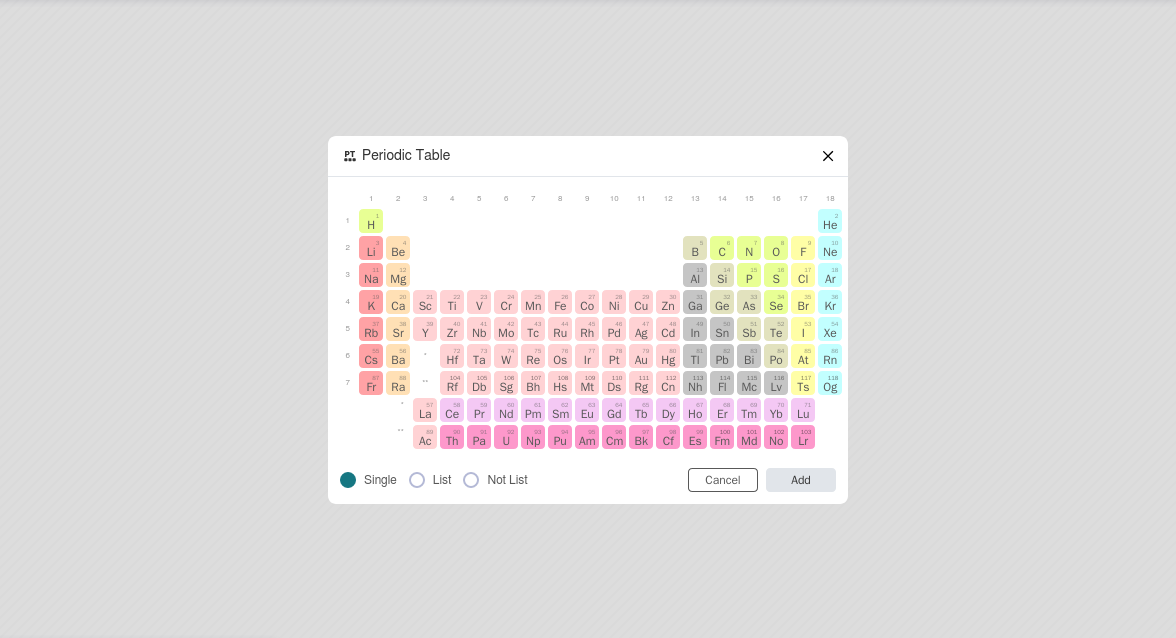 PT Periodic Table
1 2 3 4 5 6 7 8 9 10 11 12 13 14 15 16 17 18
1 H 1 He 2
2 Li 3 Be 4 B 5 C 6 N 7 O 8 F 9 Ne 10
3 Na 11 Mg 12 Al 13 Si 14 P 15 S 16 Cl 17 Ar 18
4 K 19 Ca 20 Sc 21 Ti 22 V 23 Cr 24 Mn 25 Fe 26 Co 27 Ni 28 Cu 29 Zn 30 Ga 31 Ge 32 As 33 Se 34 Br 35 Kr 36
5 Rb 37 Sr 38 Y 39 Zr 40 Nb 41 Mo 42 Tc 43 Ru 44 Rh 45 Pd 46 Ag 47 Cd 48 In 49 Sn 50 Sb 51 Te 52 I 53 Xe 54
6 Cs 55 Ba 56 * Hf 72 Ta 73 W 74 Re 75 Os 76 Ir 77 Pt 78 Au 79 Hg 80 Tl 81 Pb 82 Bi 83 Po 84 At 85 Rn 86
7 Fr 87 Ra 88 ** Rf 104 Db 105 Sg 106 Bh 107 Hs 108 Mt 109 Ds 110 Rg 111 Cn 112 Nh 113 Fl 114 Mc 115 Lv 116 Ts 117 Og 118
* La 57 Ce 58 Pr 59 Nd 60 Pm 61 Sm 62 Eu 63 Gd 64 Tb 65 Dy 66 Ho 67 Er 68 Tm 69 Yb 70 Lu 71
** Ac 89 Th 90 Pa 91 U 92 Np 93 Pu 94 Am 95 Cm 96 Bk 97 Cf 98 Es 99 Fm 100 Md 101 No 102 Lr 103
Single List Not List Cancel Add